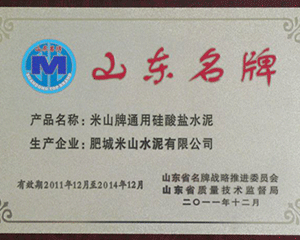 山东名牌
产品名称：米山牌通用硅酸盐水泥
生产企业：肥城米山水泥有限公司
山东省名牌战略推进委员会
有效期2011年12月至2014年12月
山东省质量技术监督局
二〇一一年十二月